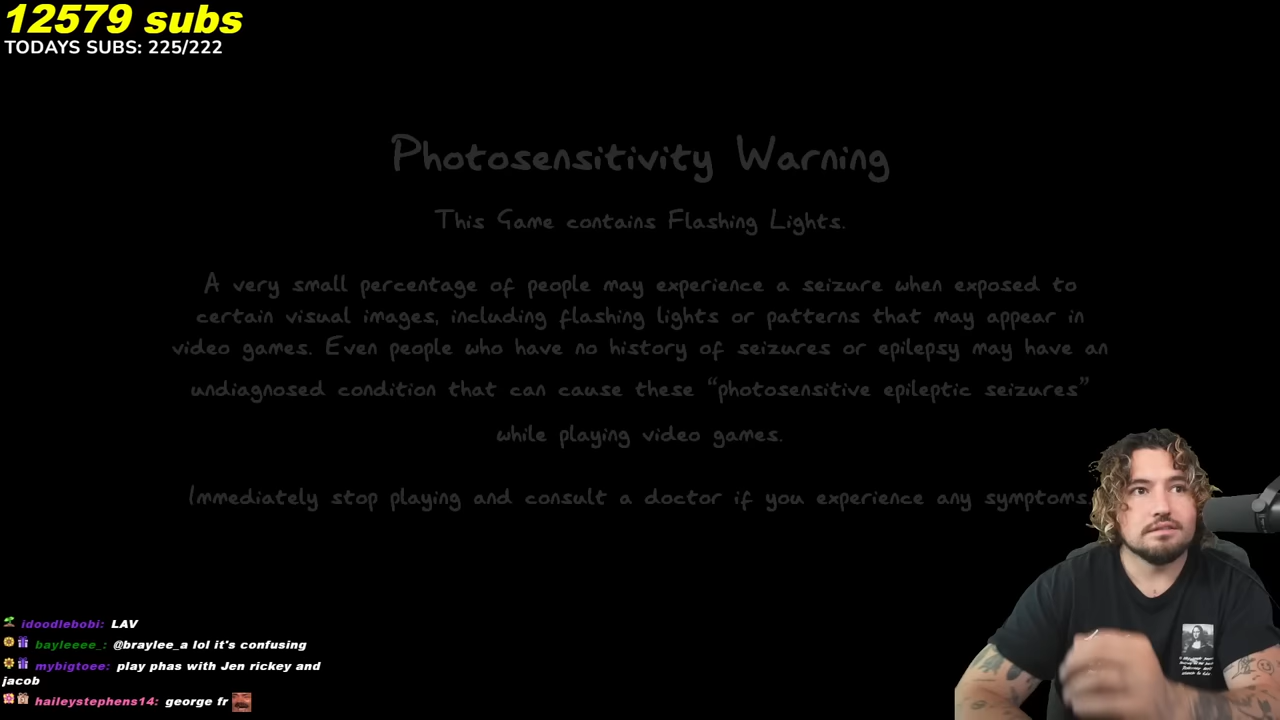 12579 subs
TODAYS SUBS: 225/222
Photosensitivity Warning
This Game contains Flashing Lights.
A very small percentage of people may experience a seizure when exposed to
certain visual images, including flashing lights or patterns that may appear in
video games. Even people who have no history of seizures or epilepsy may have an
undiagnosed condition that can cause these “photosensitive epileptic seizures”
while playing video games.
Immediately stop playing and consult a doctor if you experience any symptoms.
idoodlebobi: LAV
bayleeee_: @braylee_a lol it's confusing
mybigtoee: play phas with Jen rickey and
jacob
haileystephens14: george fr